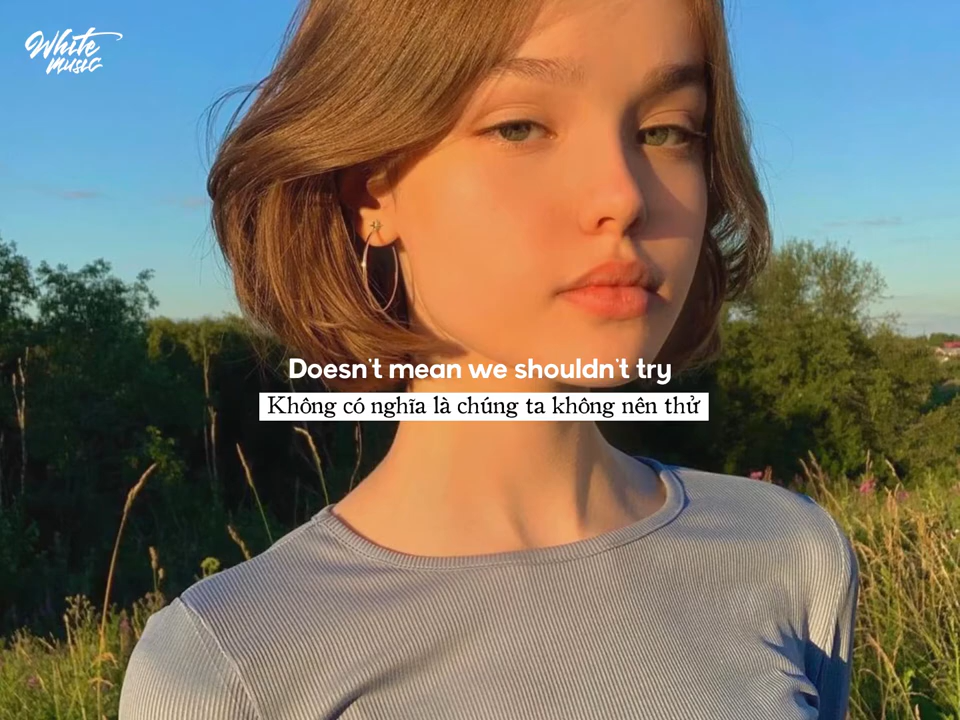 White
Music
Doesn't mean we shouldn't try
Không có nghĩa là chúng ta không nên thử